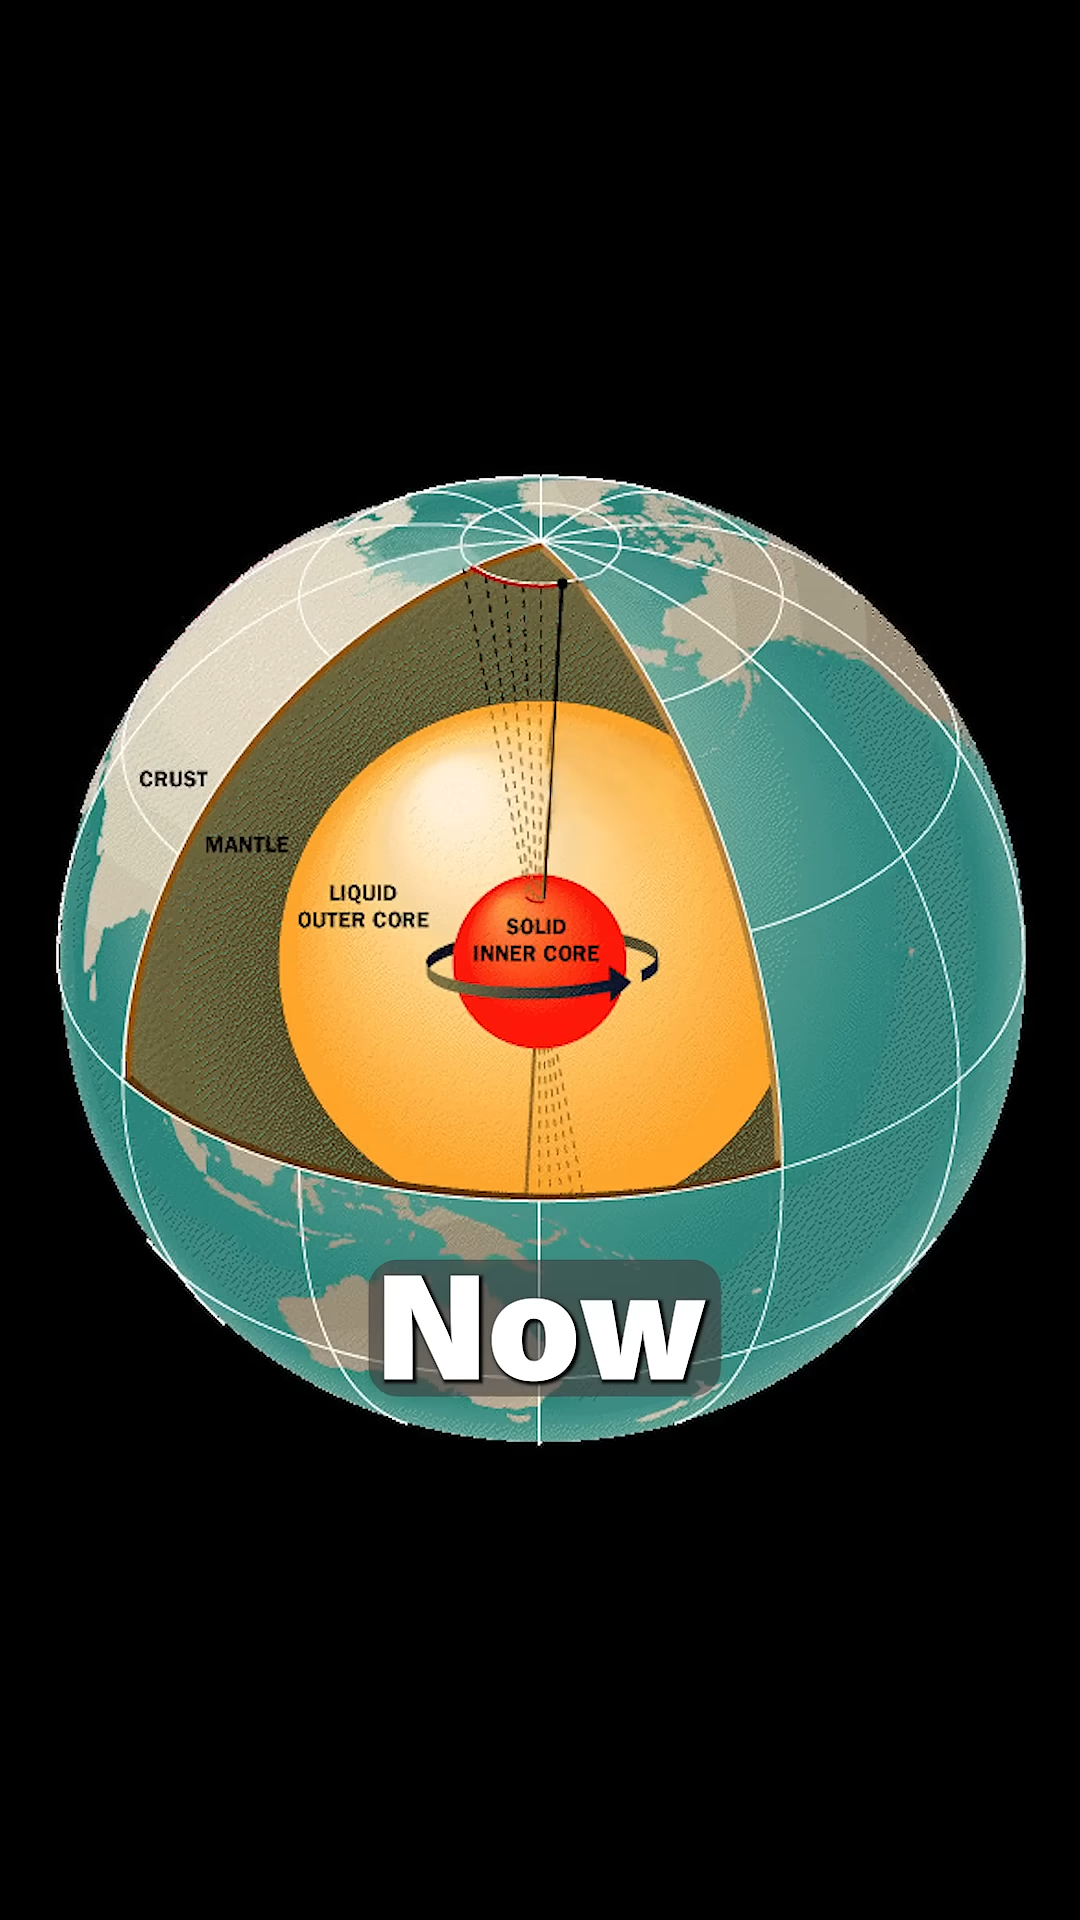 CRUST
MANTLE
LIQUID
OUTER CORE
SOLID
INNER CORE
Now